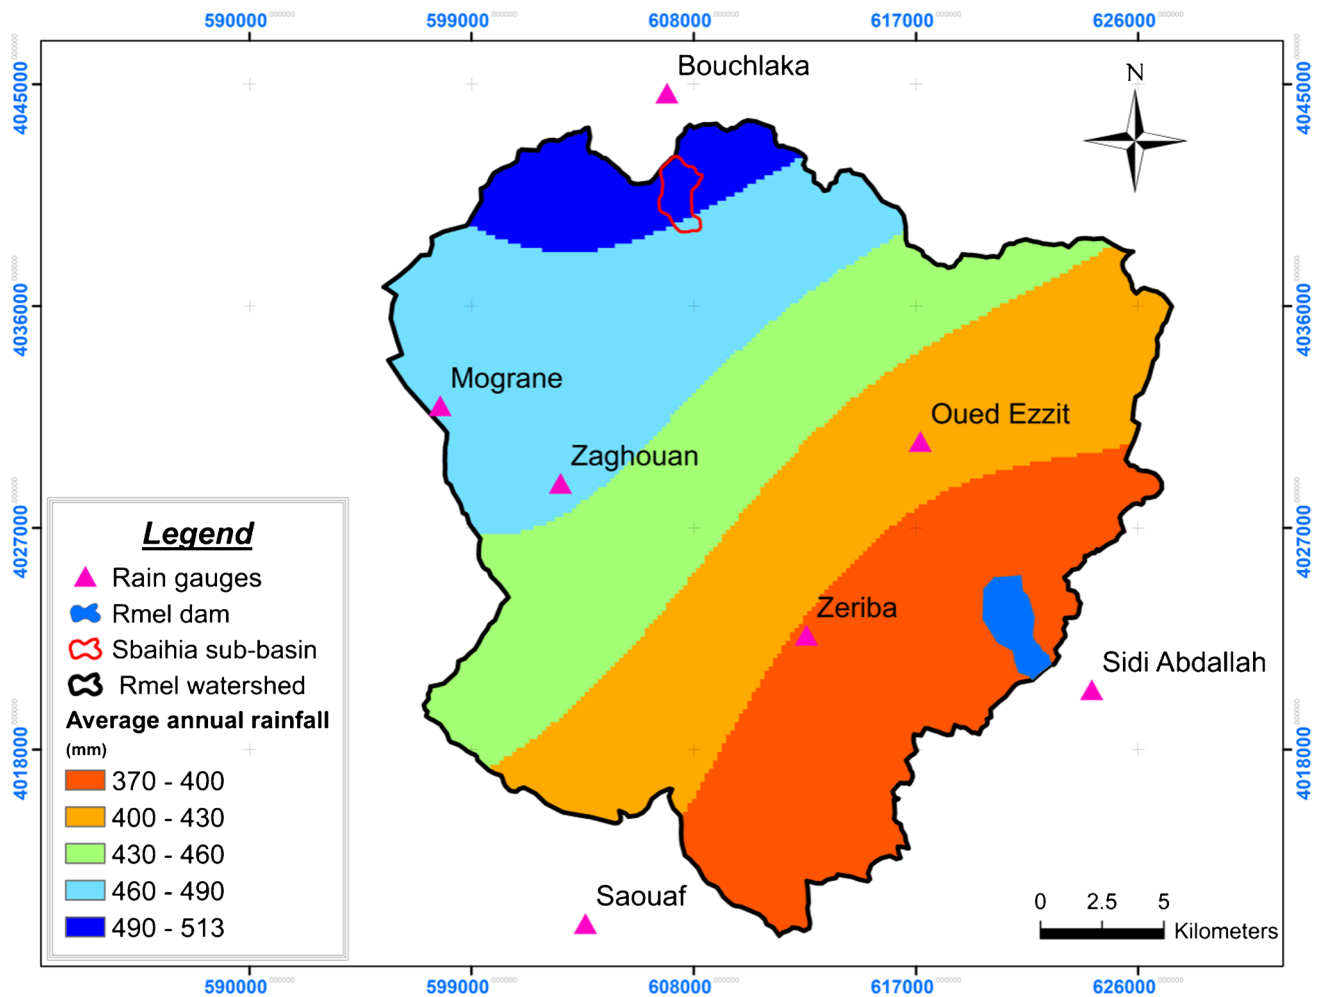 590000 599000 608000 617000 626000
4045000 4045000
Bouchlaka
N
4036000 4036000
Mograne
Oued Ezzit
Zaghouan
4027000 4027000
Zeriba
Sidi Abdallah
4018000 4018000
Saouaf
Legend
Rain gauges
Rmel dam
Sbaihia sub-basin
Rmel watershed
Average annual rainfall
(mm)
370 - 400
400 - 430
430 - 460
460 - 490
490 - 513
0 2.5 5
Kilometers
590000 599000 608000 617000 626000